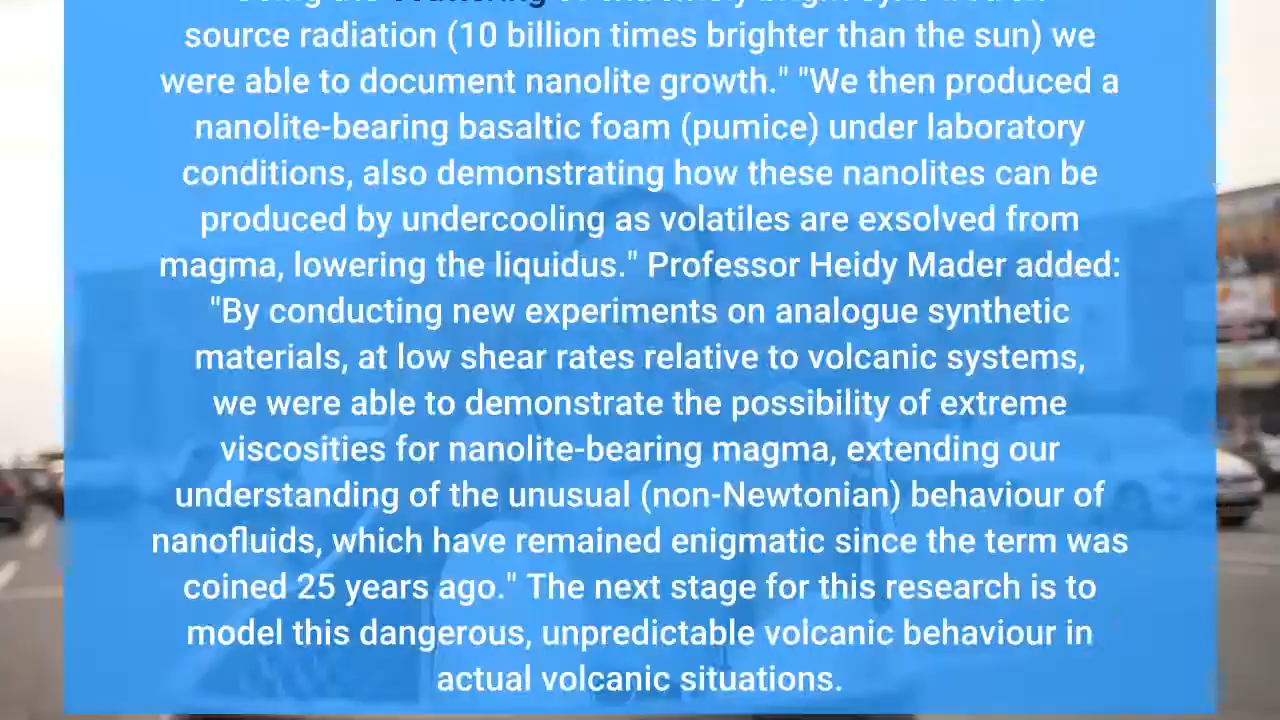 source radiation (10 billion times brighter than the sun) we
were able to document nanolite growth." "We then produced a
nanolite-bearing basaltic foam (pumice) under laboratory
conditions, also demonstrating how these nanolites can be
produced by undercooling as volatiles are exsolved from
magma, lowering the liquidus." Professor Heidy Mader added:
"By conducting new experiments on analogue synthetic
materials, at low shear rates relative to volcanic systems,
we were able to demonstrate the possibility of extreme
viscosities for nanolite-bearing magma, extending our
understanding of the unusual (non-Newtonian) behaviour of
nanofluids, which have remained enigmatic since the term was
coined 25 years ago." The next stage for this research is to
model this dangerous, unpredictable volcanic behaviour in
actual volcanic situations.